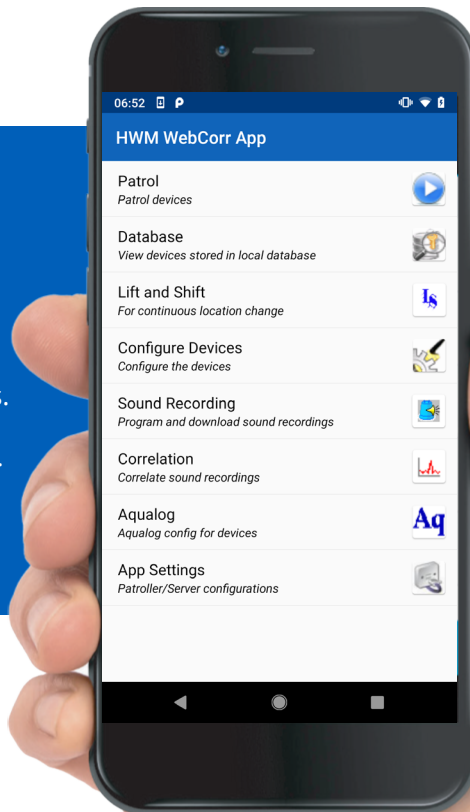 06:52
HWM WebCorr App
Patrol
Patrol devices
Database
View devices stored in local database
Lift and Shift
For continuous location change
LS
Configure Devices
Configure the devices
Sound Recording
Program and download sound recordings
Correlation
Correlate sound recordings
Aqualog
Aqualog config for devices
Aq
App Settings
Patroller/Server configurations